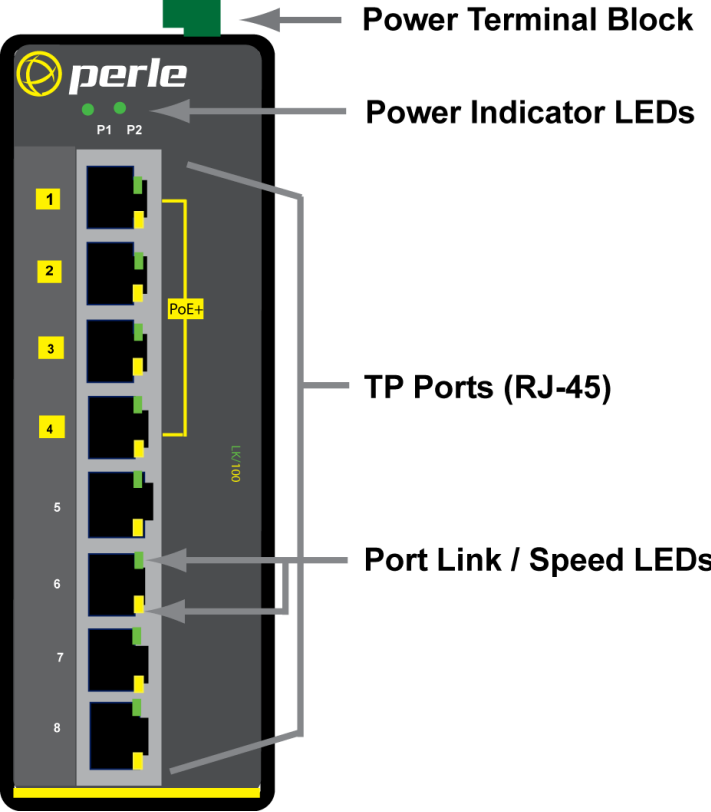 Power Terminal Block
perle
Power Indicator LEDs
P1 P2
1
2
PoE+
3
TP Ports (RJ-45)
4
LK/100
5
Port Link / Speed LEDs
6
7
8